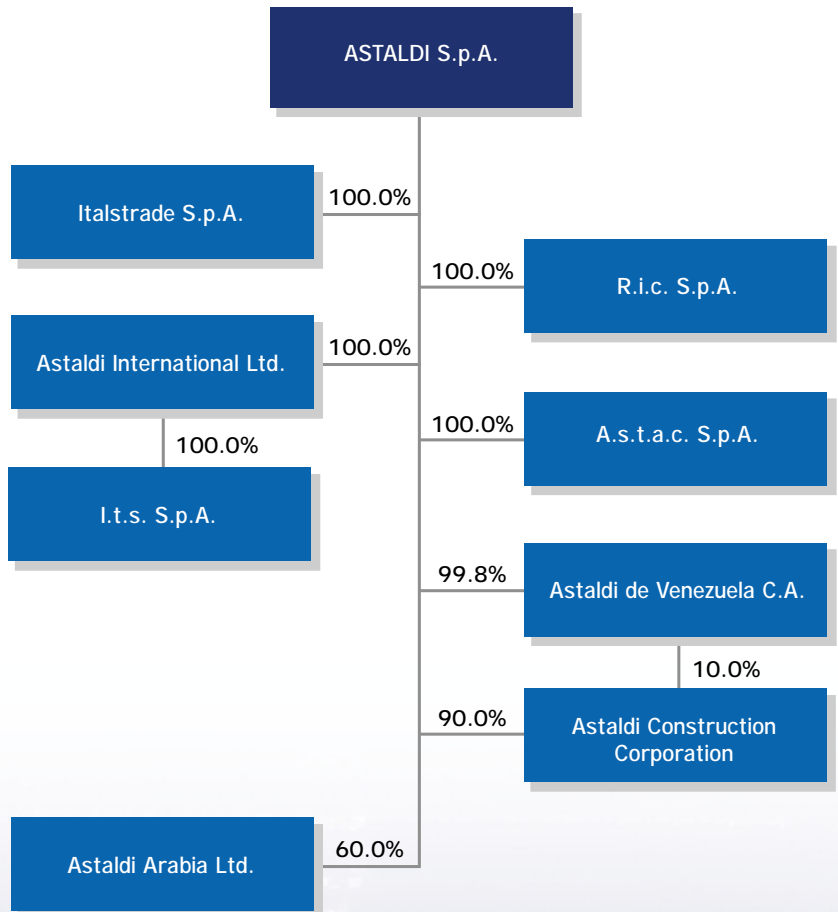 ASTALDI S.p.A.
Italstrade S.p.A.
100.0%
100.0%
R.i.c. S.p.A.
Astaldi International Ltd.
100.0%
100.0%
A.s.t.a.c. S.p.A.
100.0%
I.t.s. S.p.A.
99.8%
Astaldi de Venezuela C.A.
10.0%
90.0%
Astaldi Construction
Corporation
Astaldi Arabia Ltd.
60.0%